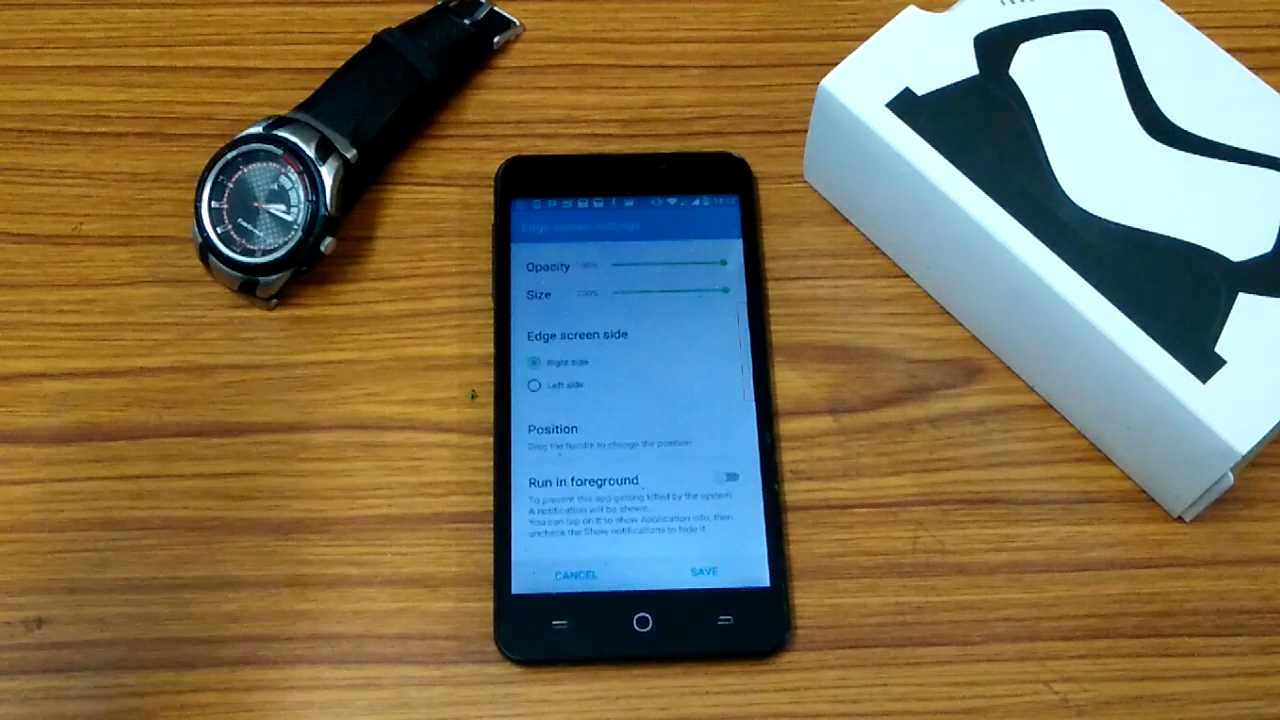 Edge screen settings
Opacity 100%
Size 200%
Edge screen side
Right side
Left side
Position
Drag the handle to change the position
Run in foreground
To prevent this app getting killed by the system.
A notification will be shown.
You can tap on it to show Application info, then
uncheck the Show notifications to hide it.
CANCEL SAVE